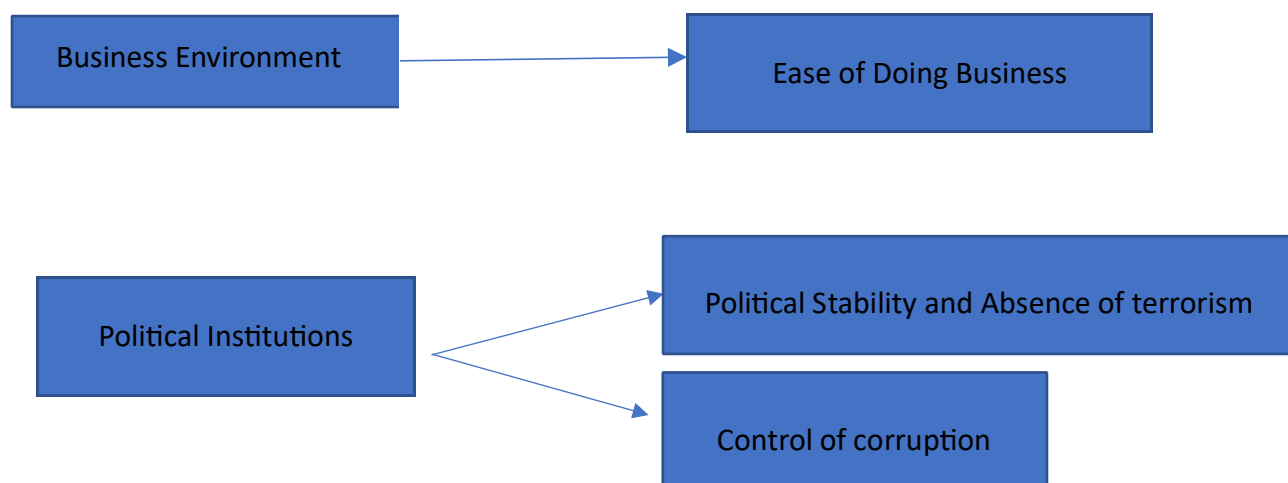 Business Environment
Ease of Doing Business
Political Institutions
Political Stability and Absence of terrorism
Control of corruption